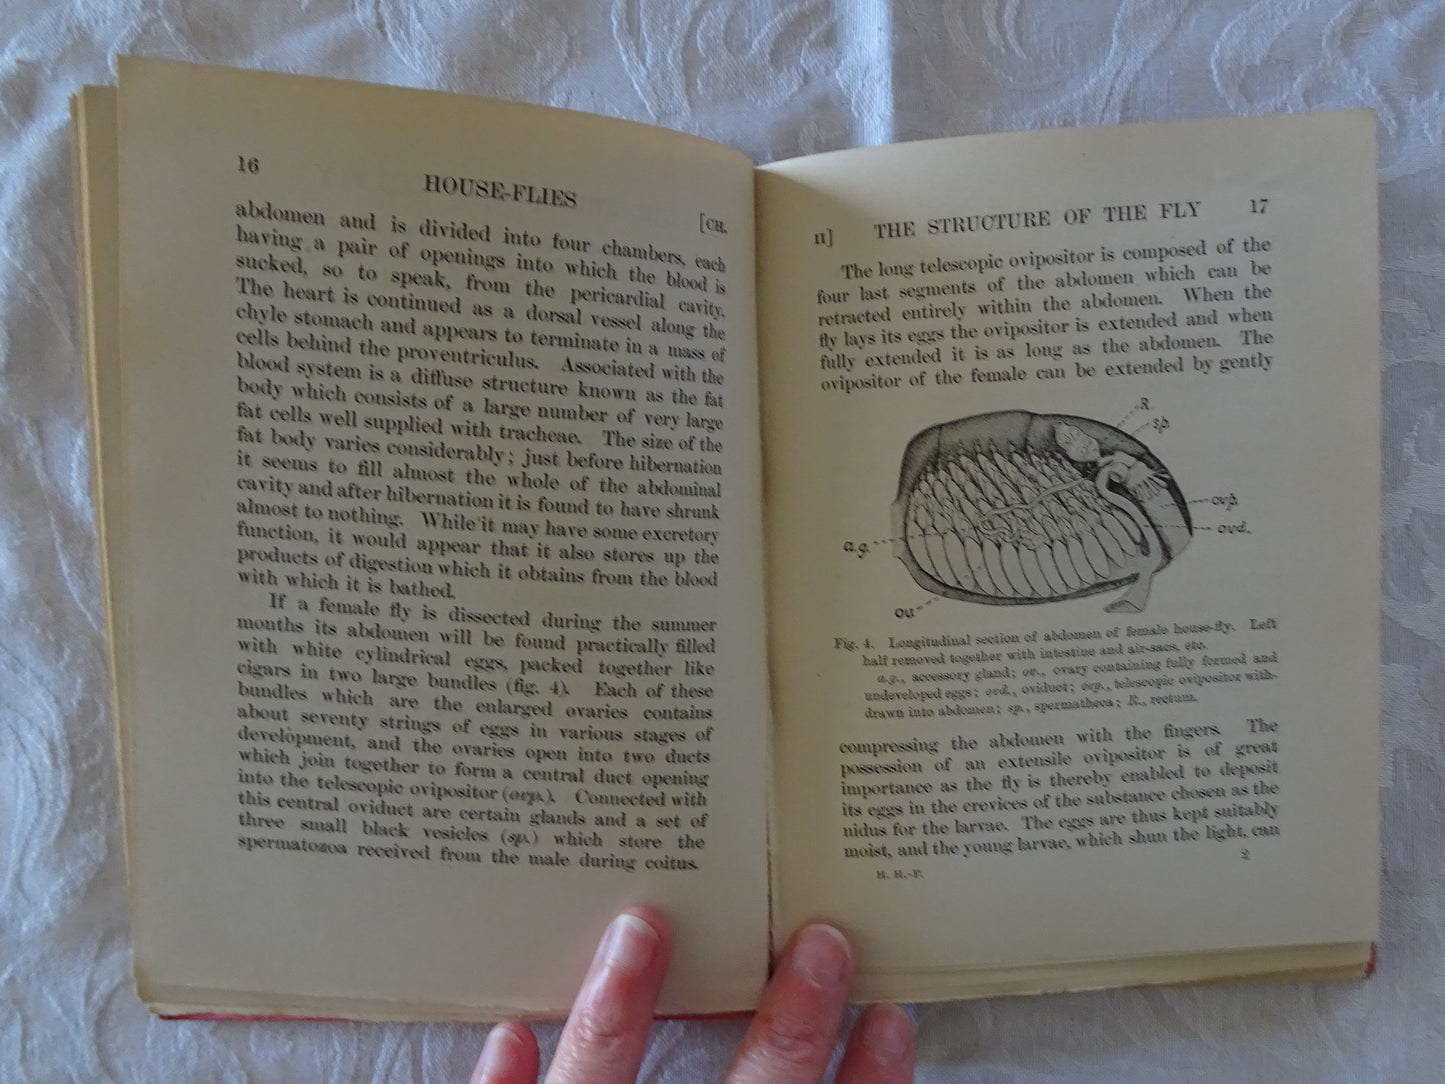 16
HOUSE-FLIES
[CH.
abdomen and is divided into four chambers, each
having a pair of openings into which the blood is
sucked, so to speak, from the pericardial cavity.
The heart is continued as a dorsal vessel along the
chyle stomach and appears to terminate in a mass of
cells behind the proventriculus. Associated with the
blood system is a diffuse structure known as the fat
body which consists of a large number of very large
fat cells well supplied with tracheae. The size of the
fat body varies considerably; just before hibernation
it seems to fill almost the whole of the abdominal
cavity and after hibernation it is found to have shrunk
almost to nothing. While it may have some excretory
function, it would appear that it also stores up the
products of digestion which it obtains from the blood
with which it is bathed.
If a female fly is dissected during the summer
months its abdomen will be found practically filled
with white cylindrical eggs, packed together like
cigars in two large bundles (fig. 4). Each of these
bundles which are the enlarged ovaries contains
about seventy strings of eggs in various stages of
development, and the ovaries open into two ducts
which join together to form a central duct opening
into the telescopic ovipositor (ovp.). Connected with
this central oviduct are certain glands and a set of
three small black vesicles (sp.) which store the
spermatozoa received from the male during coitus.
II] THE STRUCTURE OF THE FLY 17
The long telescopic ovipositor is composed of the
four last segments of the abdomen which can be
retracted entirely within the abdomen. When the
fly lays its eggs the ovipositor is extended and when
fully extended it is as long as the abdomen. The
ovipositor of the female can be extended by gently
R.
sp.
ovp.
ovd.
a.g.
ov.
Fig. 4. Longitudinal section of abdomen of female house-fly. Left
half removed together with intestine and air-sacs, etc.
a.g., accessory gland; ov., ovary containing fully formed and
undeveloped eggs; ovd., oviduct; ovp., telescopic ovipositor with-
drawn into abdomen; sp., spermatheca; R., rectum.
compressing the abdomen with the fingers. The
possession of an extensile ovipositor is of great
importance as the fly is thereby enabled to deposit
its eggs in the crevices of the substance chosen as the
nidus for the larvae. The eggs are thus kept suitably
moist, and the young larvae, which shun the light, can
H. H.-F. 2